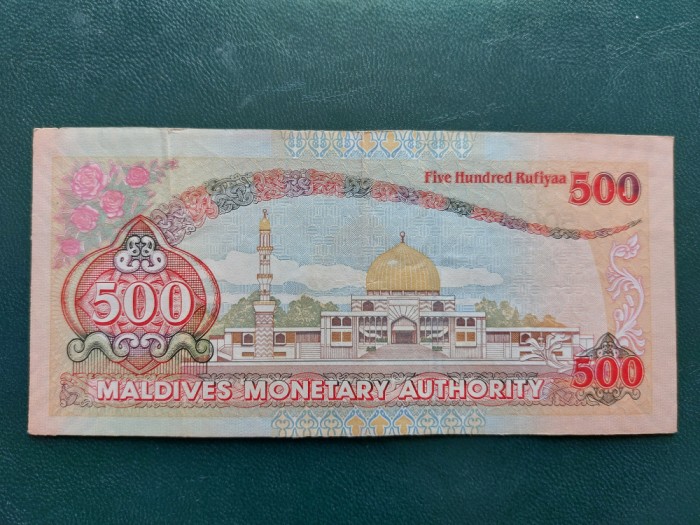 Five Hundred Rufiyaa 500
500
500
MALDIVES MONETARY AUTHORITY